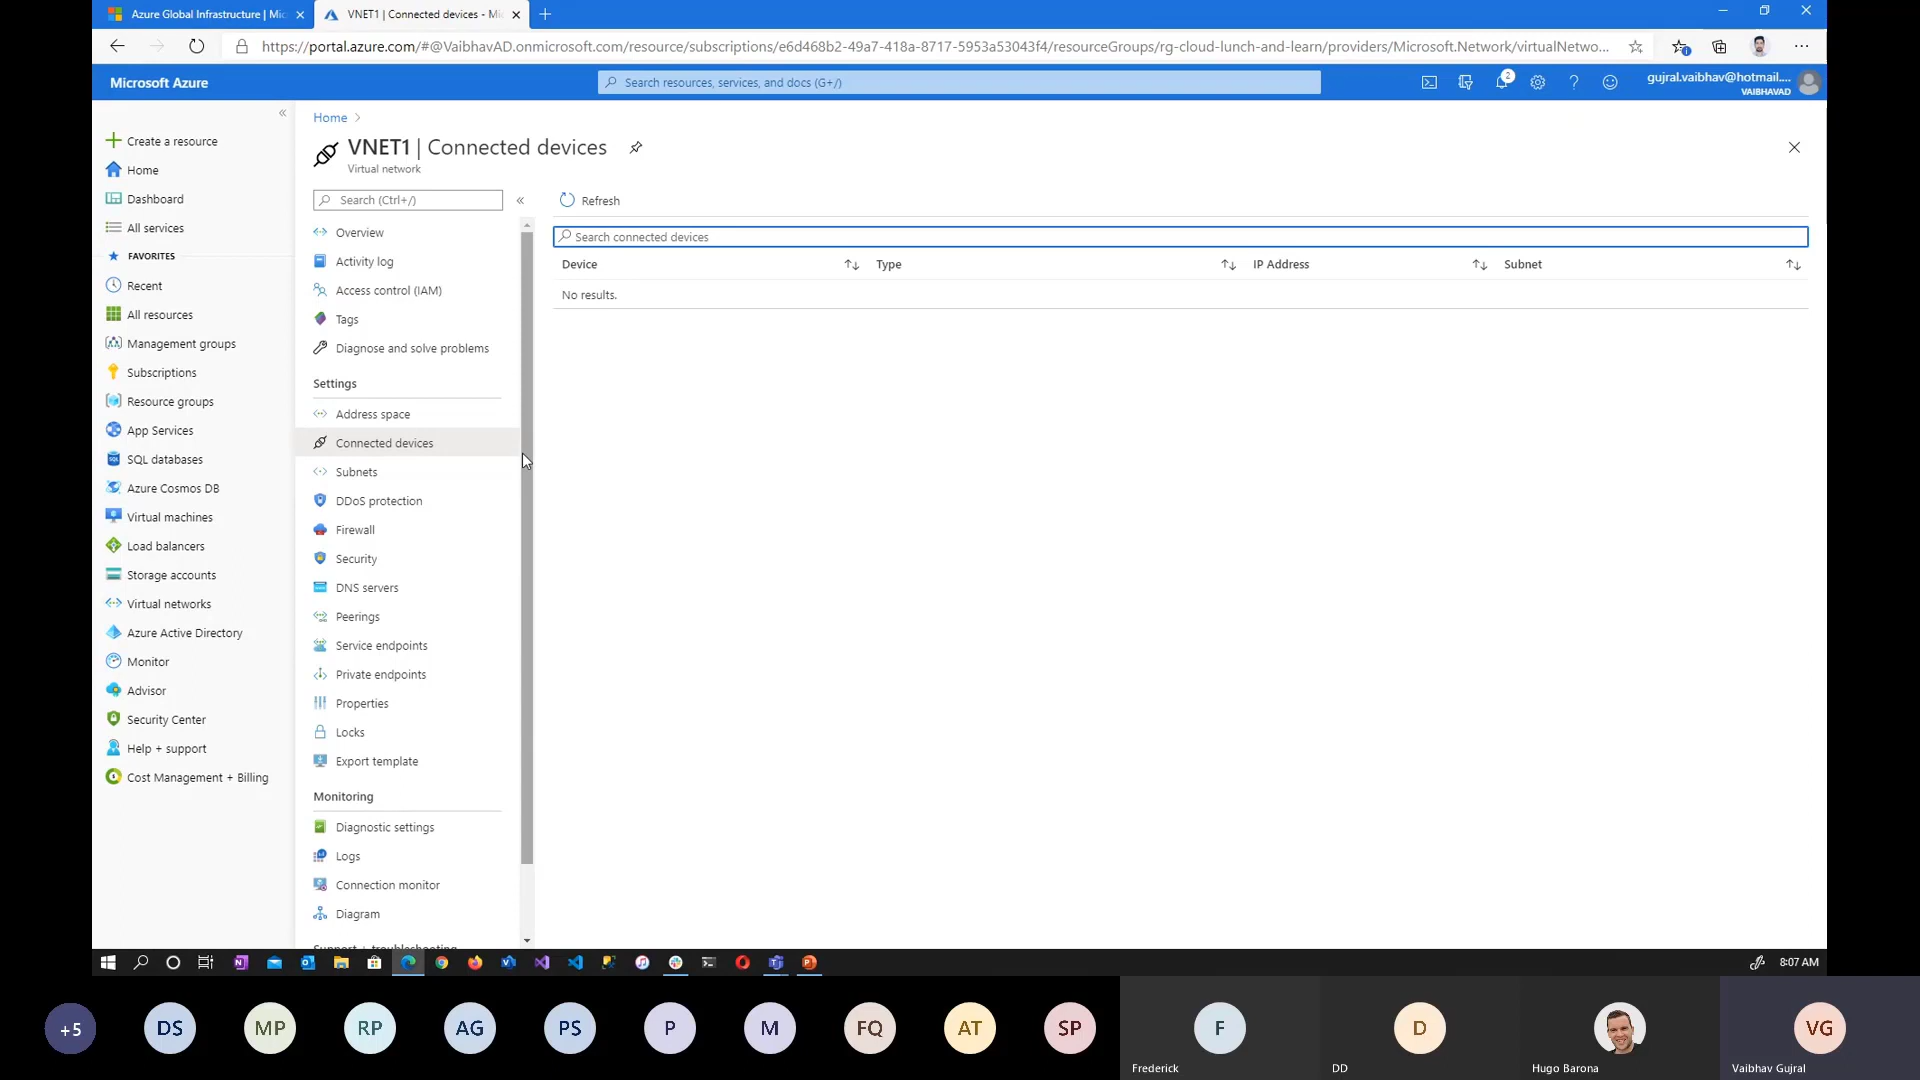 Azure Global Infrastructure | Mic
VNET1 | Connected devices - Mic
https://portal.azure.com/#@VaibhavAD.onmicrosoft.com/resource/subscriptions/e6d468b2-49a7-418a-8717-5953a53043f4/resourceGroups/rg-cloud-lunch-and-learn/providers/Microsoft.Network/virtualNetwo...
Microsoft Azure
Search resources, services, and docs (G+/)
2
gujral.vaibhav@hotmail....
VAIBHAVAD
Create a resource
Home
Dashboard
All services
FAVORITES
Recent
All resources
Management groups
Subscriptions
Resource groups
App Services
SQL databases
Azure Cosmos DB
Virtual machines
Load balancers
Storage accounts
Virtual networks
Azure Active Directory
Monitor
Advisor
Security Center
Help + support
Cost Management + Billing
Home >
VNET1 | Connected devices
Virtual network
Search (Ctrl+/)
Overview
Activity log
Access control (IAM)
Tags
Diagnose and solve problems
Settings
Address space
Connected devices
Subnets
DDoS protection
Firewall
Security
DNS servers
Peerings
Service endpoints
Private endpoints
Properties
Locks
Export template
Monitoring
Diagnostic settings
Logs
Connection monitor
Diagram
Support + troubleshooting
Refresh
Search connected devices
Device Type IP Address Subnet
No results.
8:07 AM
+5 DS MP RP AG PS P M FQ AT SP F D VG
Frederick DD Hugo Barona Vaibhav Gujral